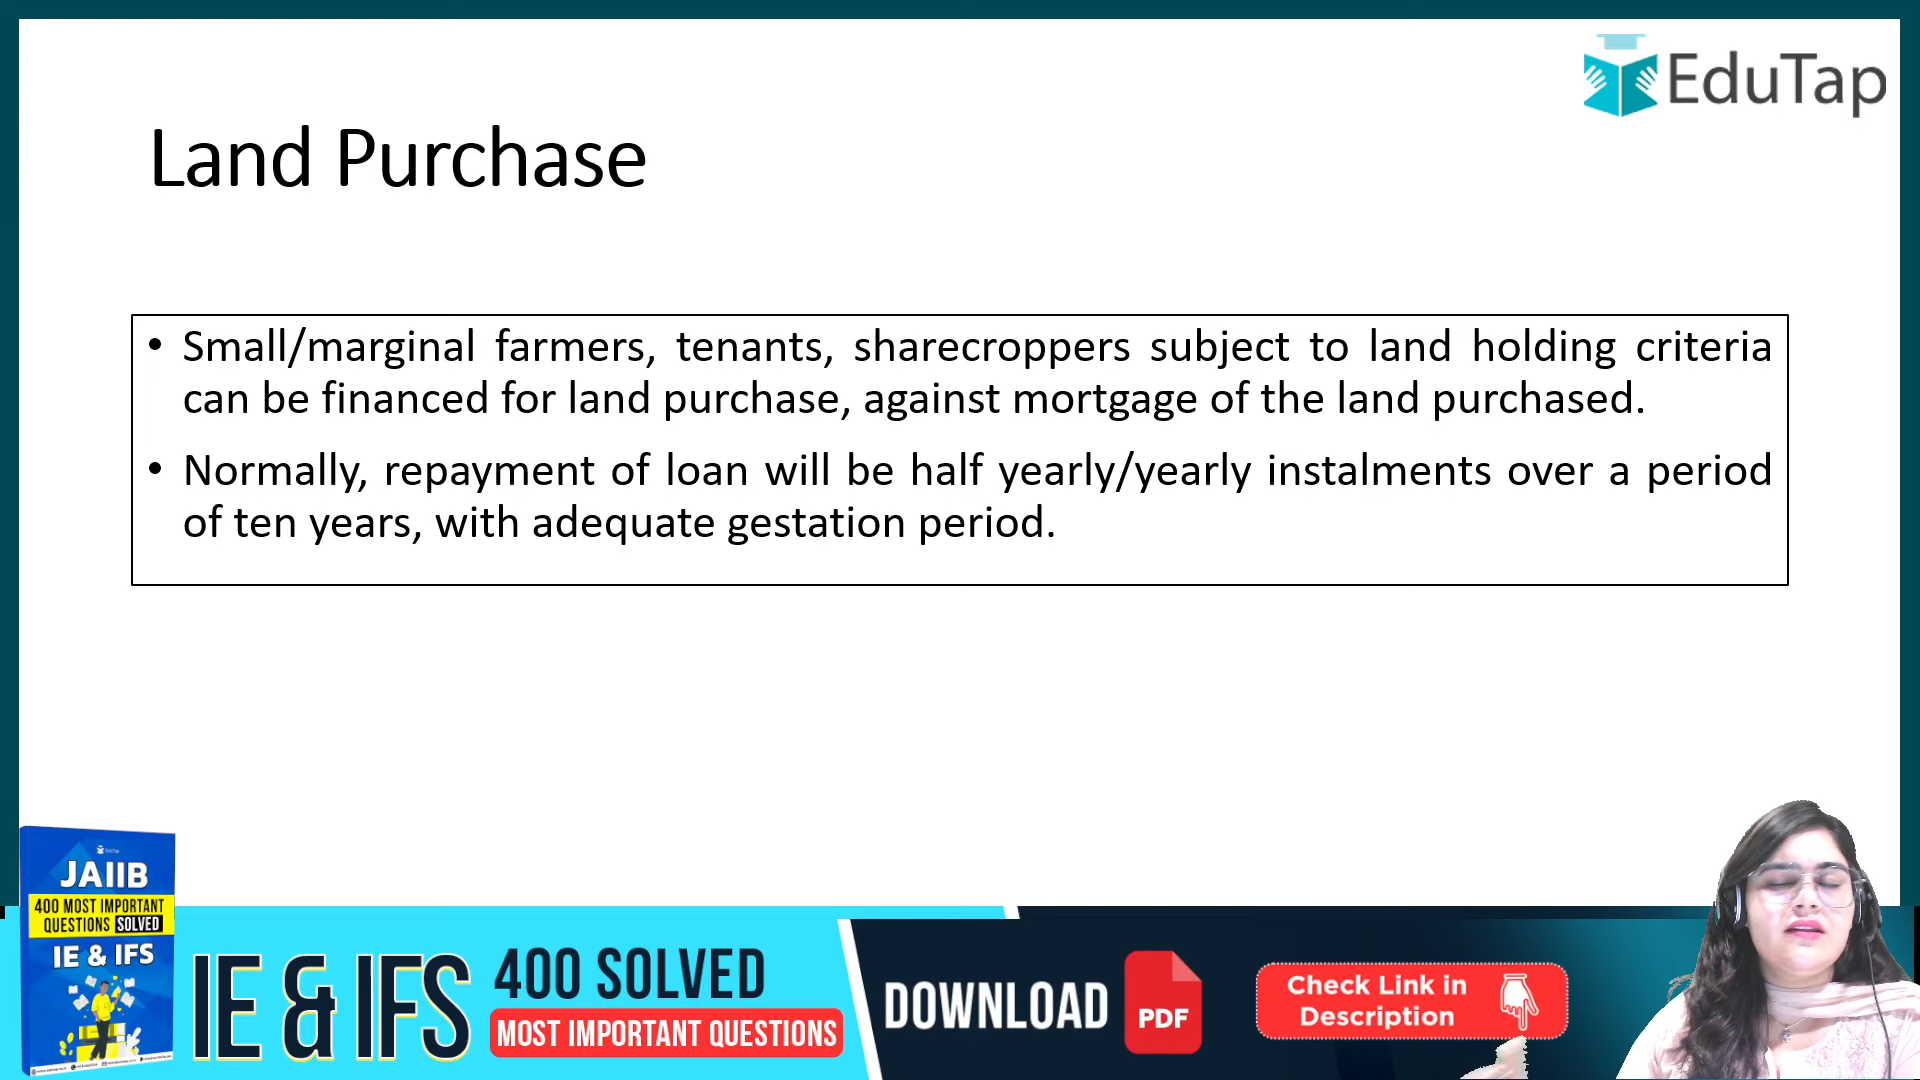 EduTap
Land Purchase
• Small/marginal farmers, tenants, sharecroppers subject to land holding criteria
can be financed for land purchase, against mortgage of the land purchased.
• Normally, repayment of loan will be half yearly/yearly instalments over a period
of ten years, with adequate gestation period.
EduTap
JAIIB
400 MOST IMPORTANT
QUESTIONS SOLVED
IE & IFS
IE & IFS
400 SOLVED
MOST IMPORTANT QUESTIONS
DOWNLOAD
PDF
Check Link in
Description